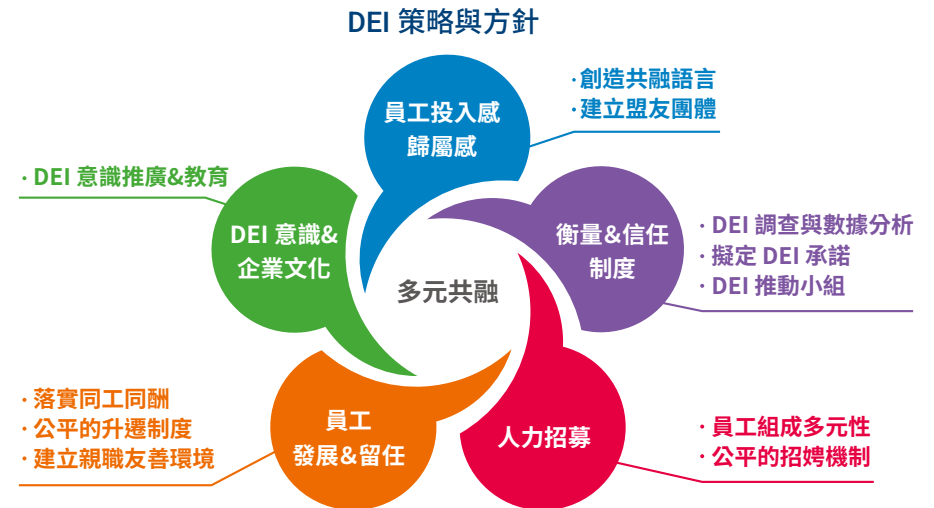 DEI 策略與方針
員工投入感
歸屬感
·創造共融語言
·建立盟友團體
衡量&信任
制度
· DEI 調查與數據分析
· 擬定 DEI 承諾
· DEI 推動小組
人力招募
· 員工組成多元性
· 公平的招娉機制
員工
發展&留任
· 落實同工同酬
· 公平的升遷制度
· 建立親職友善環境
DEI 意識&
企業文化
· DEI 意識推廣&教育
多元共融